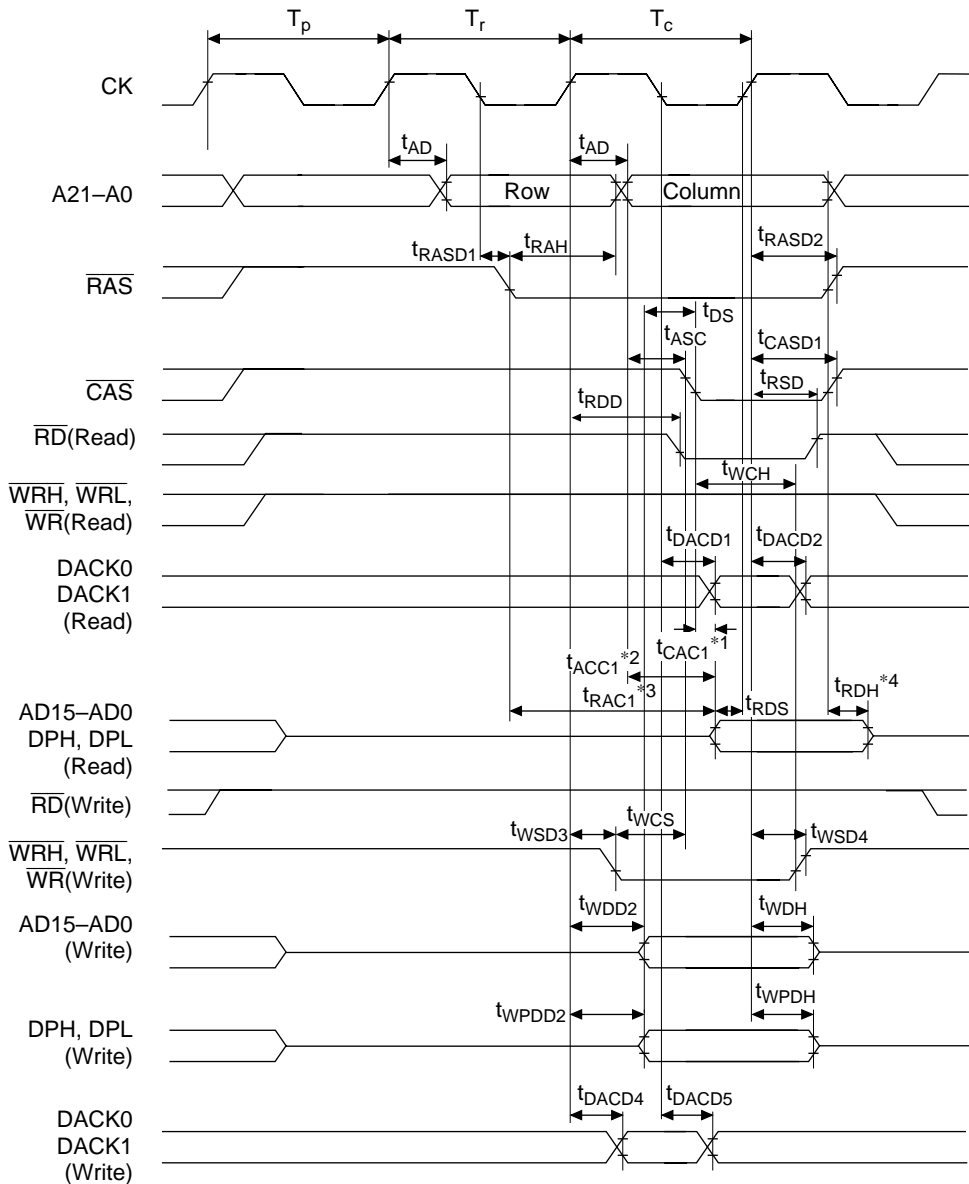 Tp Tr Tc
CK
tAD tAD
A21–A0 Row Column
tRASD1 tRAH tRASD2
RAS
tDS
tASC tCASD1
CAS tRSD
tRDD
RD(Read)
tWCH
WRH, WRL,
WR(Read)
tDACD1 tDACD2
DACK0
DACK1
(Read)
tCAC1*1
tACC1*2
tRAC1*3 tRDS tRDH*4
AD15–AD0
DPH, DPL
(Read)
RD(Write)
tWSD3 tWCS tWSD4
WRH, WRL,
WR(Write)
tWDD2 tWDH
AD15–AD0
(Write)
tWPDD2 tWPDH
DPH, DPL
(Write)
tDACD4 tDACD5
DACK0
DACK1
(Write)